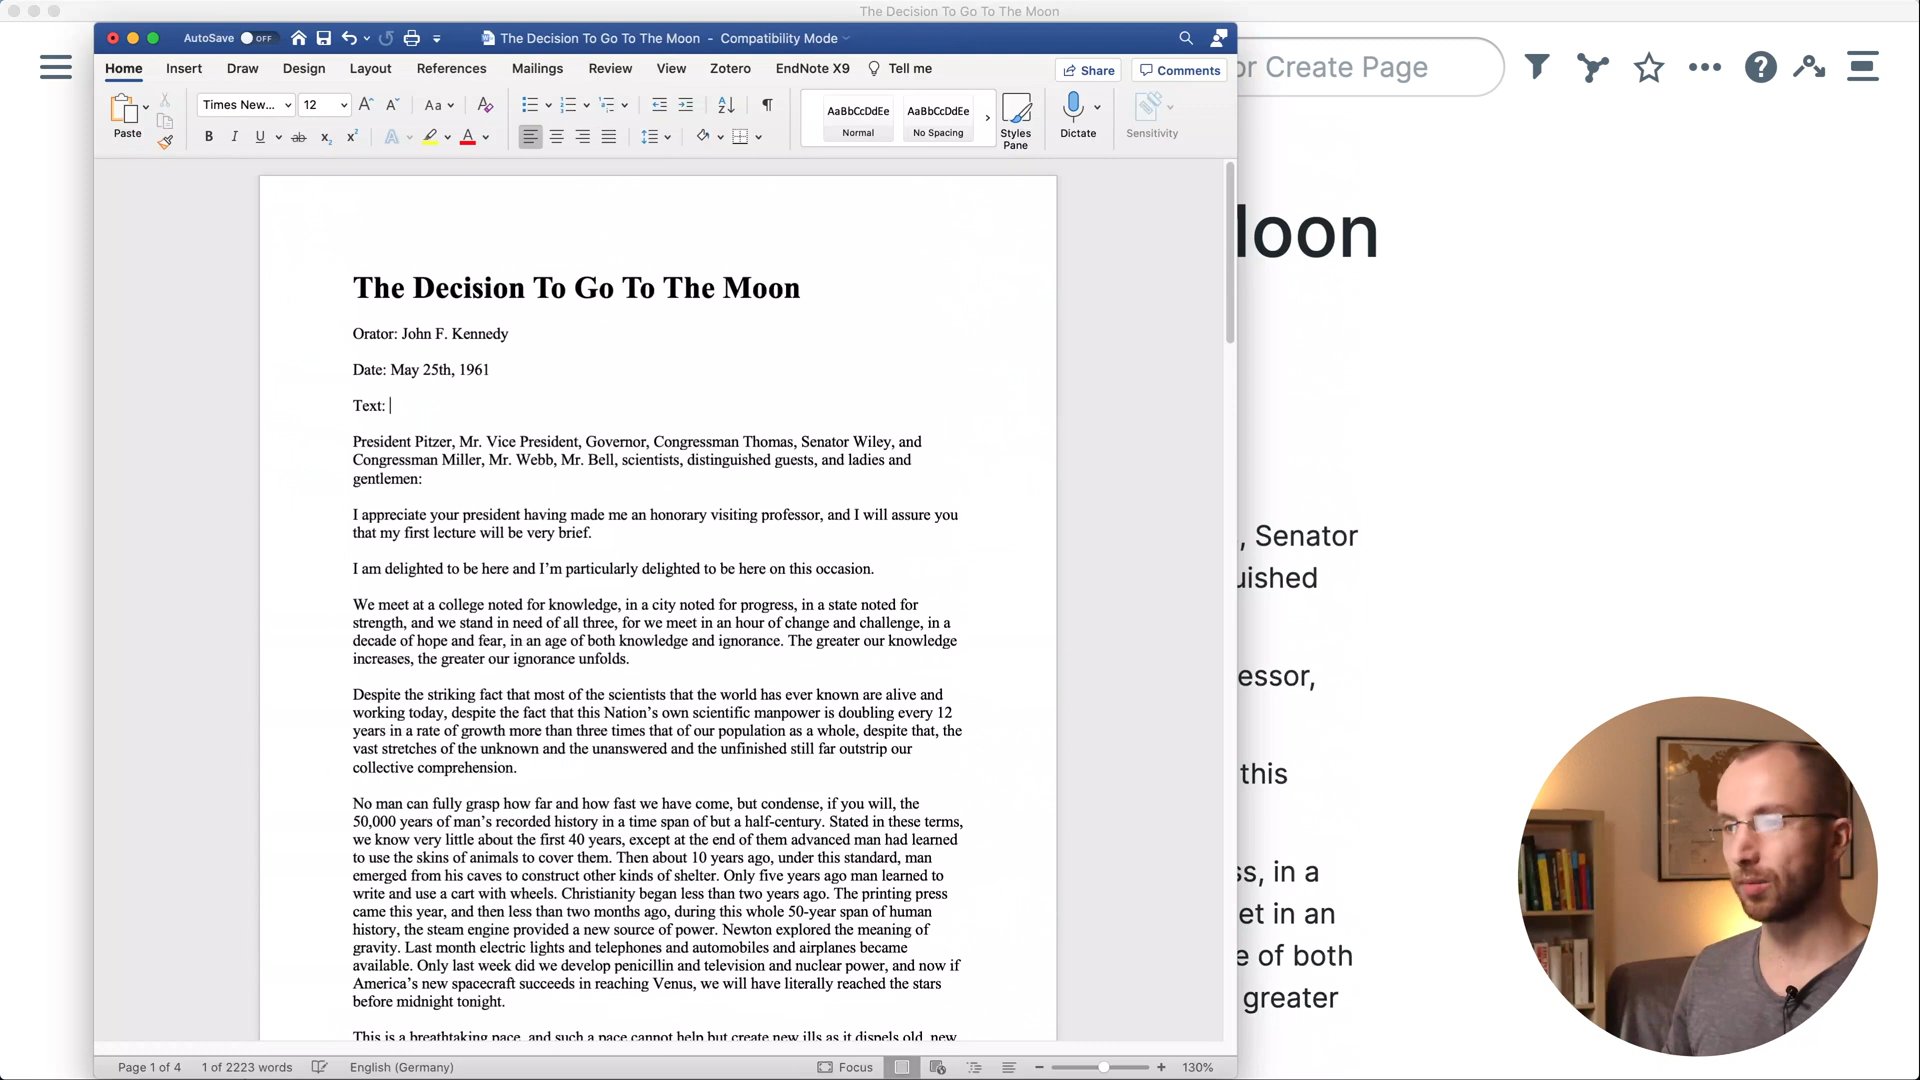 The Decision To Go To The Moon
AutoSave OFF
The Decision To Go To The Moon - Compatibility Mode
or Create Page
Home Insert Draw Design Layout References Mailings Review View Zotero EndNote X9 Tell me Share Comments
Paste
Times New... 12
AaBbCcDdEe
Normal
AaBbCcDdEe
No Spacing
Styles
Pane
Dictate
Sensitivity
The Decision To Go To The Moon
Orator: John F. Kennedy
Date: May 25th, 1961
Text:
President Pitzer, Mr. Vice President, Governor, Congressman Thomas, Senator Wiley, and
Congressman Miller, Mr. Webb, Mr. Bell, scientists, distinguished guests, and ladies and
gentlemen:
I appreciate your president having made me an honorary visiting professor, and I will assure you
that my first lecture will be very brief.
I am delighted to be here and I’m particularly delighted to be here on this occasion.
We meet at a college noted for knowledge, in a city noted for progress, in a state noted for
strength, and we stand in need of all three, for we meet in an hour of change and challenge, in a
decade of hope and fear, in an age of both knowledge and ignorance. The greater our knowledge
increases, the greater our ignorance unfolds.
Despite the striking fact that most of the scientists that the world has ever known are alive and
working today, despite the fact that this Nation’s own scientific manpower is doubling every 12
years in a rate of growth more than three times that of our population as a whole, despite that, the
vast stretches of the unknown and the unanswered and the unfinished still far outstrip our
collective comprehension.
No man can fully grasp how far and how fast we have come, but condense, if you will, the
50,000 years of man’s recorded history in a time span of but a half-century. Stated in these terms,
we know very little about the first 40 years, except at the end of them advanced man had learned
to use the skins of animals to cover them. Then about 10 years ago, under this standard, man
emerged from his caves to construct other kinds of shelter. Only five years ago man learned to
write and use a cart with wheels. Christianity began less than two years ago. The printing press
came this year, and then less than two months ago, during this whole 50-year span of human
history, the steam engine provided a new source of power. Newton explored the meaning of
gravity. Last month electric lights and telephones and automobiles and airplanes became
available. Only last week did we develop penicillin and television and nuclear power, and now if
America’s new spacecraft succeeds in reaching Venus, we will have literally reached the stars
before midnight tonight.
This is a breathtaking pace, and such a pace cannot help but create new ills as it dispels old, new
Page 1 of 4 1 of 2223 words English (Germany) Focus 130%
loon
, Senator
uished
essor,
this
ss, in a
et in an
e of both
greater